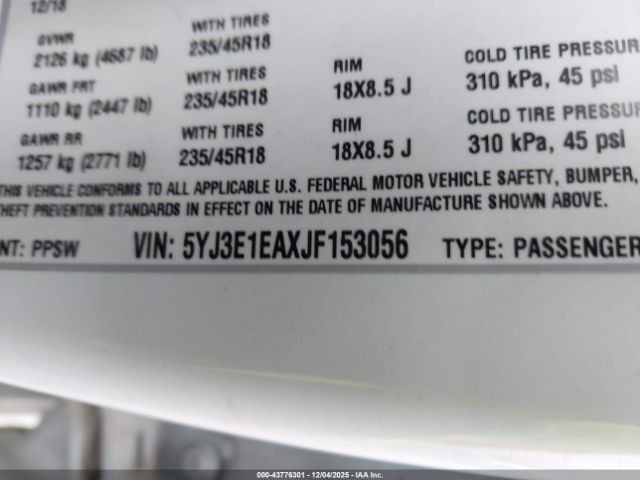 12/18
GVWR WITH TIRES
2126 kg (4687 lb) 235/45R18 RIM COLD TIRE PRESSUR
GAWR FRT WITH TIRES 18X8.5 J 310 kPa, 45 psi
1110 kg (2447 lb) 235/45R18
GAWR RR WITH TIRES RIM COLD TIRE PRESSUR
1257 kg (2771 lb) 235/45R18 18X8.5 J 310 kPa, 45 psi
THIS VEHICLE CONFORMS TO ALL APPLICABLE U.S. FEDERAL MOTOR VEHICLE SAFETY, BUMPER,
THEFT PREVENTION STANDARDS IN EFFECT ON THE DATE OF MANUFACTURE SHOWN ABOVE.
NT: PPSW VIN: 5YJ3E1EAXJF153056 TYPE: PASSENGER
000-43776301 - 12/04/2025 - IAAI.COM